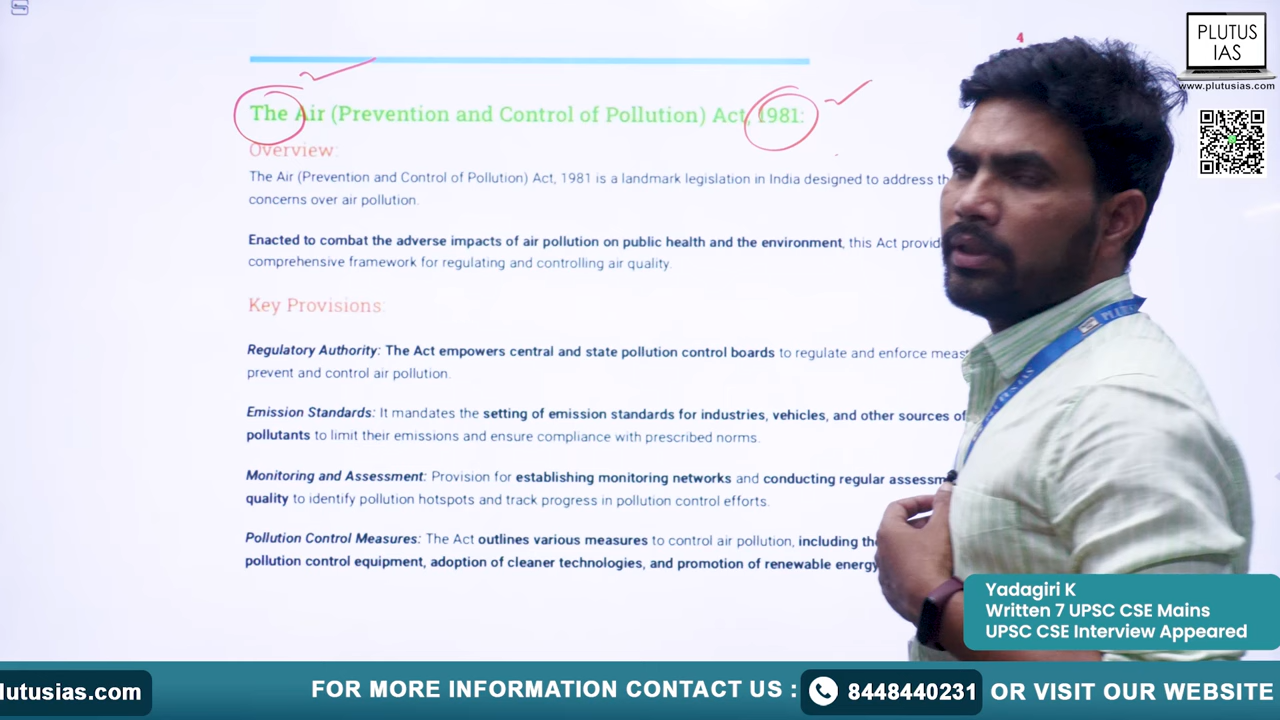 4
PLUTUS
IAS
www.plutusias.com
The Air (Prevention and Control of Pollution) Act, 1981:
Overview:
The Air (Prevention and Control of Pollution) Act, 1981 is a landmark legislation in India designed to address
concerns over air pollution.
Enacted to combat the adverse impacts of air pollution on public health and the environment, this Act
comprehensive framework for regulating and controlling air quality.
Key Provisions:
Regulatory Authority: The Act empowers central and state pollution control boards to regulate and enforce
prevent and control air pollution.
Emission Standards: It mandates the setting of emission standards for industries, vehicles, and other sources of
pollutants to limit their emissions and ensure compliance with prescribed norms.
Monitoring and Assessment: Provision for establishing monitoring networks and conducting regular
quality to identify pollution hotspots and track progress in pollution control efforts.
Pollution Control Measures: The Act outlines various measures to control air pollution, including
pollution control equipment, adoption of cleaner technologies, and promotion of renewable energy
PLUTUS IAS
Yadagiri K
Written 7 UPSC CSE Mains
UPSC CSE Interview Appeared
lutusias.com
FOR MORE INFORMATION CONTACT US :
8448440231
OR VISIT OUR WEBSITE